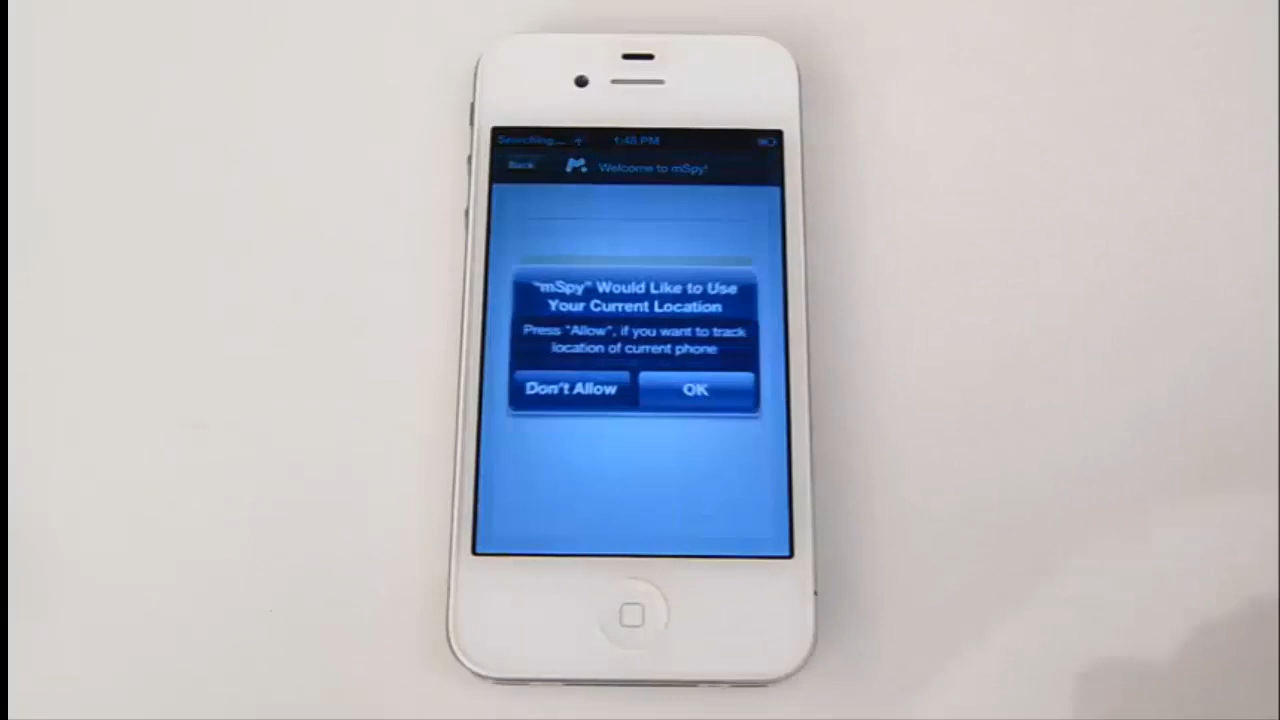 Searching... 1:48 PM
Back Welcome to mSpy!
"mSpy" Would Like to Use
Your Current Location
Press "Allow", if you want to track
location of current phone
Don't Allow OK